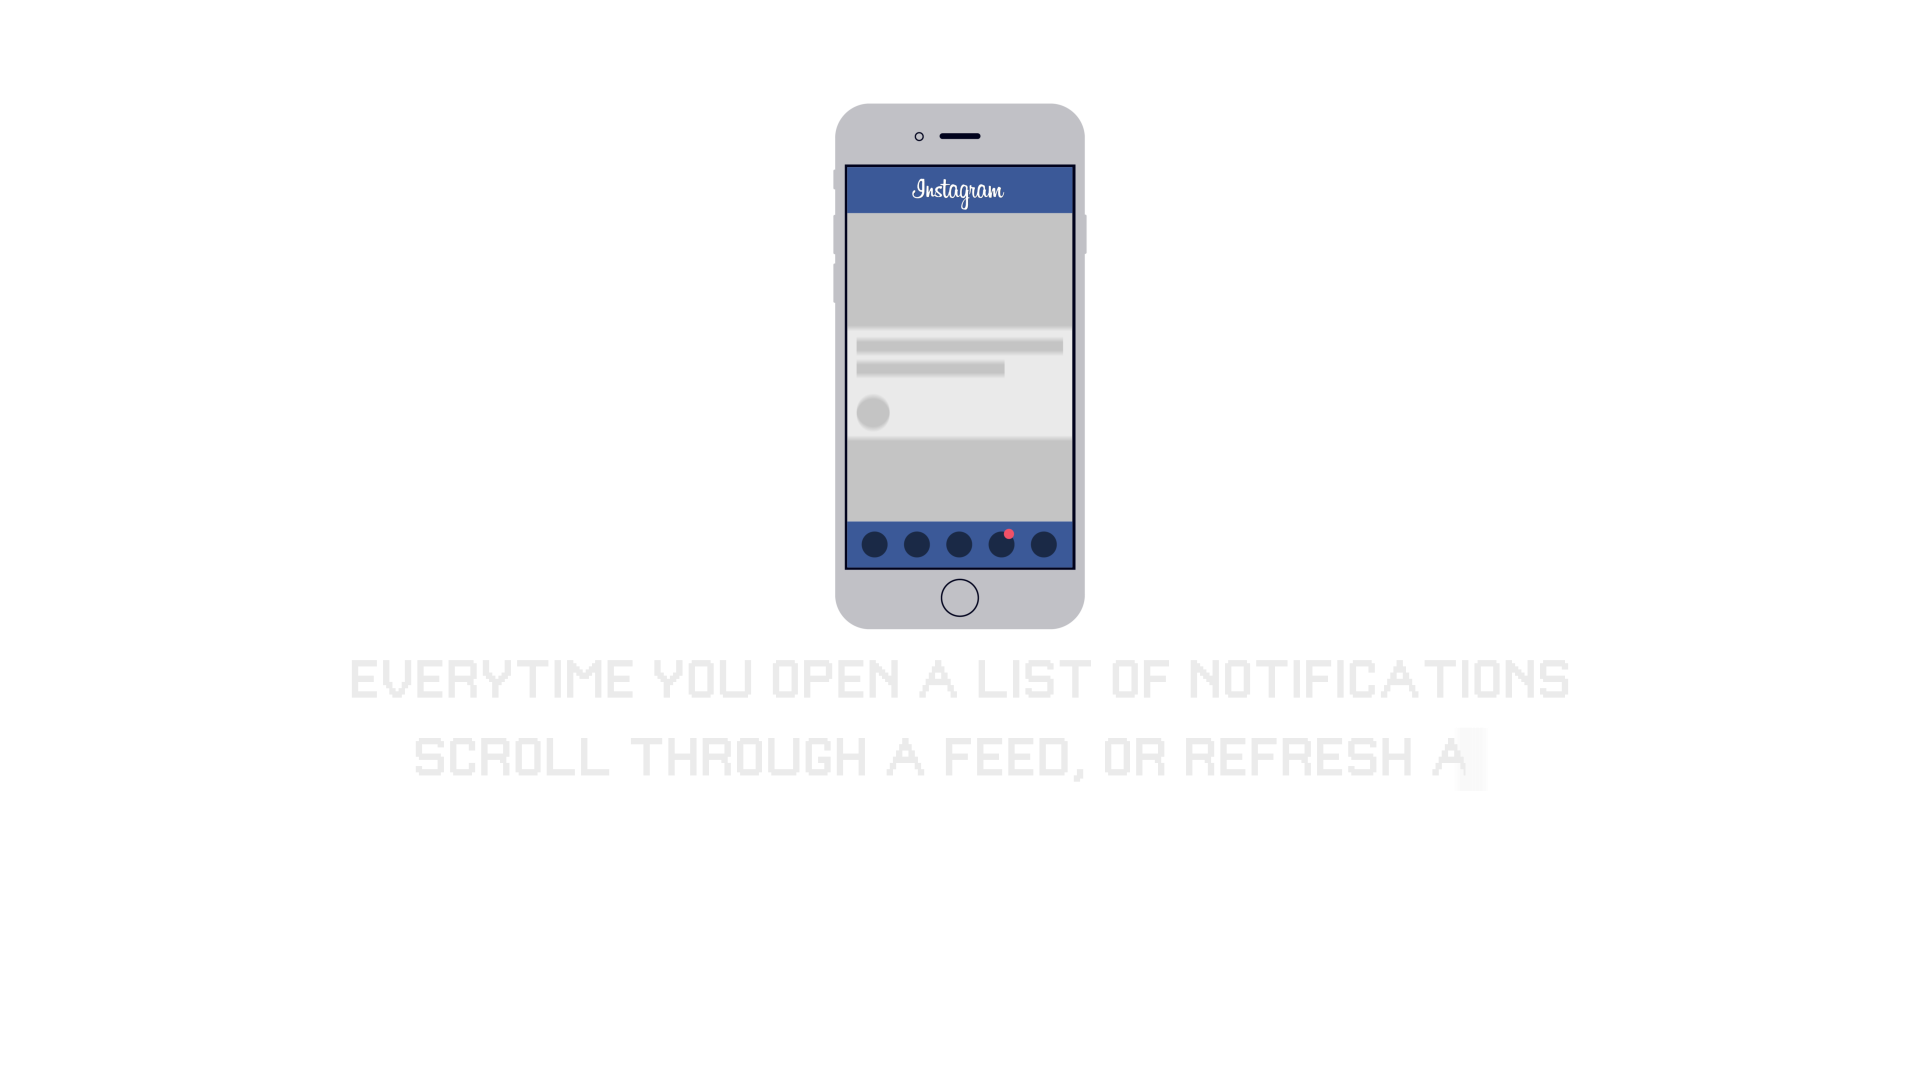 Instagram
EVERYTIME YOU OPEN A LIST OF NOTIFICATIONS
SCROLL THROUGH A FEED, OR REFRESH A